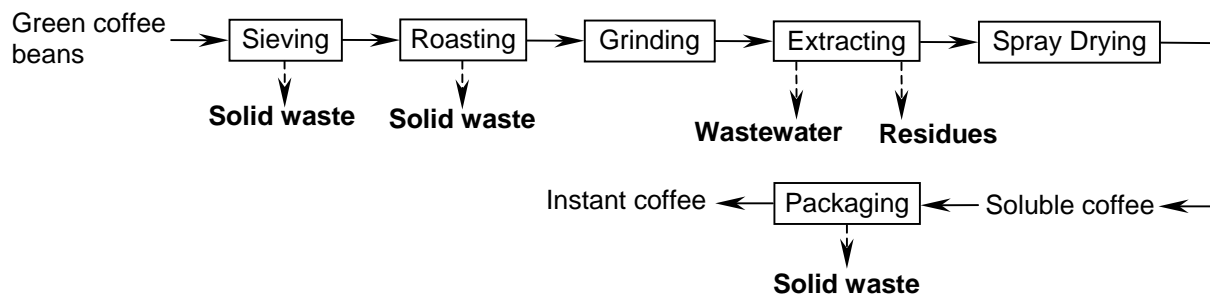 Green coffee
beans
Sieving
Roasting
Grinding
Extracting
Spray Drying
Solid waste
Solid waste
Wastewater
Residues
Instant coffee
Packaging
Soluble coffee
Solid waste